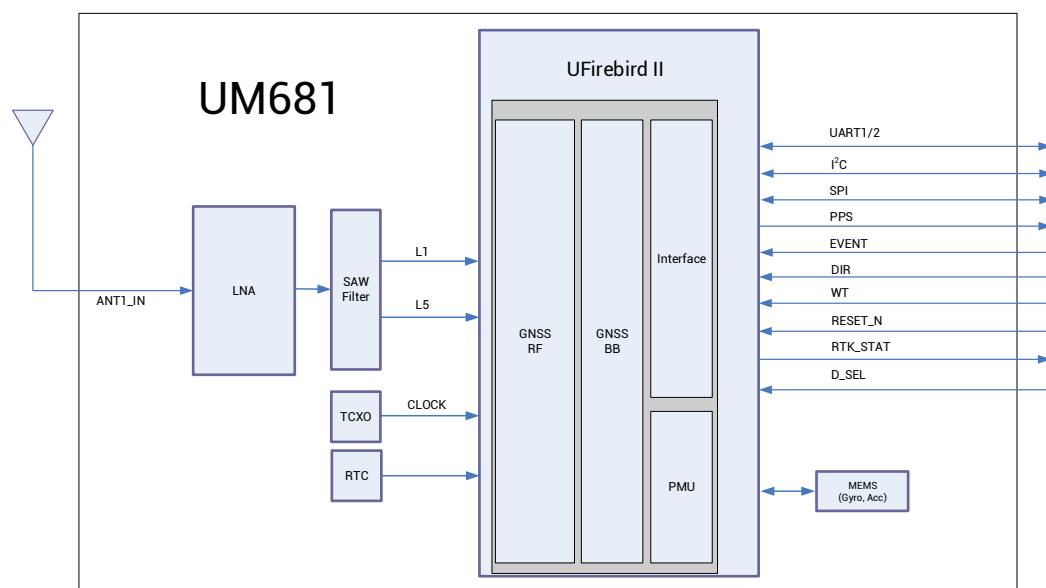 UM681
UFirebird II
ANT1_IN
LNA
SAW
Filter
L1
L5
TCXO
CLOCK
RTC
GNSS
RF
GNSS
BB
Interface
PMU
UART1/2
I²C
SPI
PPS
EVENT
DIR
WT
RESET_N
RTK_STAT
D_SEL
MEMS
(Gyro, Acc)